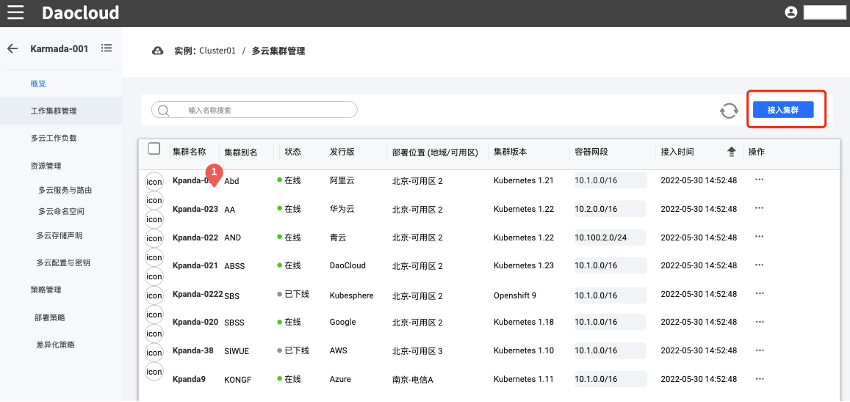 Daocloud
Karmada-001
实例: Cluster01 / 多云集群管理
概览
工作集群管理
多云工作负载
资源管理
多云服务与路由
多云命名空间
多云存储声明
多云配置与密钥
策略管理
部署策略
差异化策略
输入名称搜索
接入集群
集群名称 集群别名 状态 发行版 部署位置 (地域/可用区) 集群版本 容器网段 接入时间 操作
icon Kpanda-0 1 Abd 在线 阿里云 北京-可用区 2 Kubernetes 1.21 10.1.0.0/16 2022-05-30 14:52:48 ···
icon Kpanda-023 AA 在线 华为云 北京-可用区 2 Kubernetes 1.22 10.2.0.0/16 2022-05-30 14:52:48 ···
icon
icon Kpanda-022 AND 在线 青云 北京-可用区 2 Kubernetes 1.22 10.100.2.0/24 2022-05-30 14:52:48 ···
icon Kpanda-021 ABSS 在线 DaoCloud 北京-可用区 2 Kubernetes 1.23 10.1.0.0/16 2022-05-30 14:52:48 ···
icon
icon Kpanda-0222 SBS 已下线 Kubesphere 北京-可用区 2 Openshift 9 10.1.0.0/16 2022-05-30 14:52:48 ···
icon Kpanda-020 SBSS 在线 Google 北京-可用区 2 Kubernetes 1.18 10.1.0.0/16 2022-05-30 14:52:48 ···
icon
icon Kpanda-38 SIWUE 已下线 AWS 北京-可用区 3 Kubernetes 1.10 10.1.0.0/16 2022-05-30 14:52:48 ···
icon Kpanda9 KONGF 在线 Azure 南京-电信A Kubernetes 1.11 10.1.0.0/16 2022-05-30 14:52:48 ···